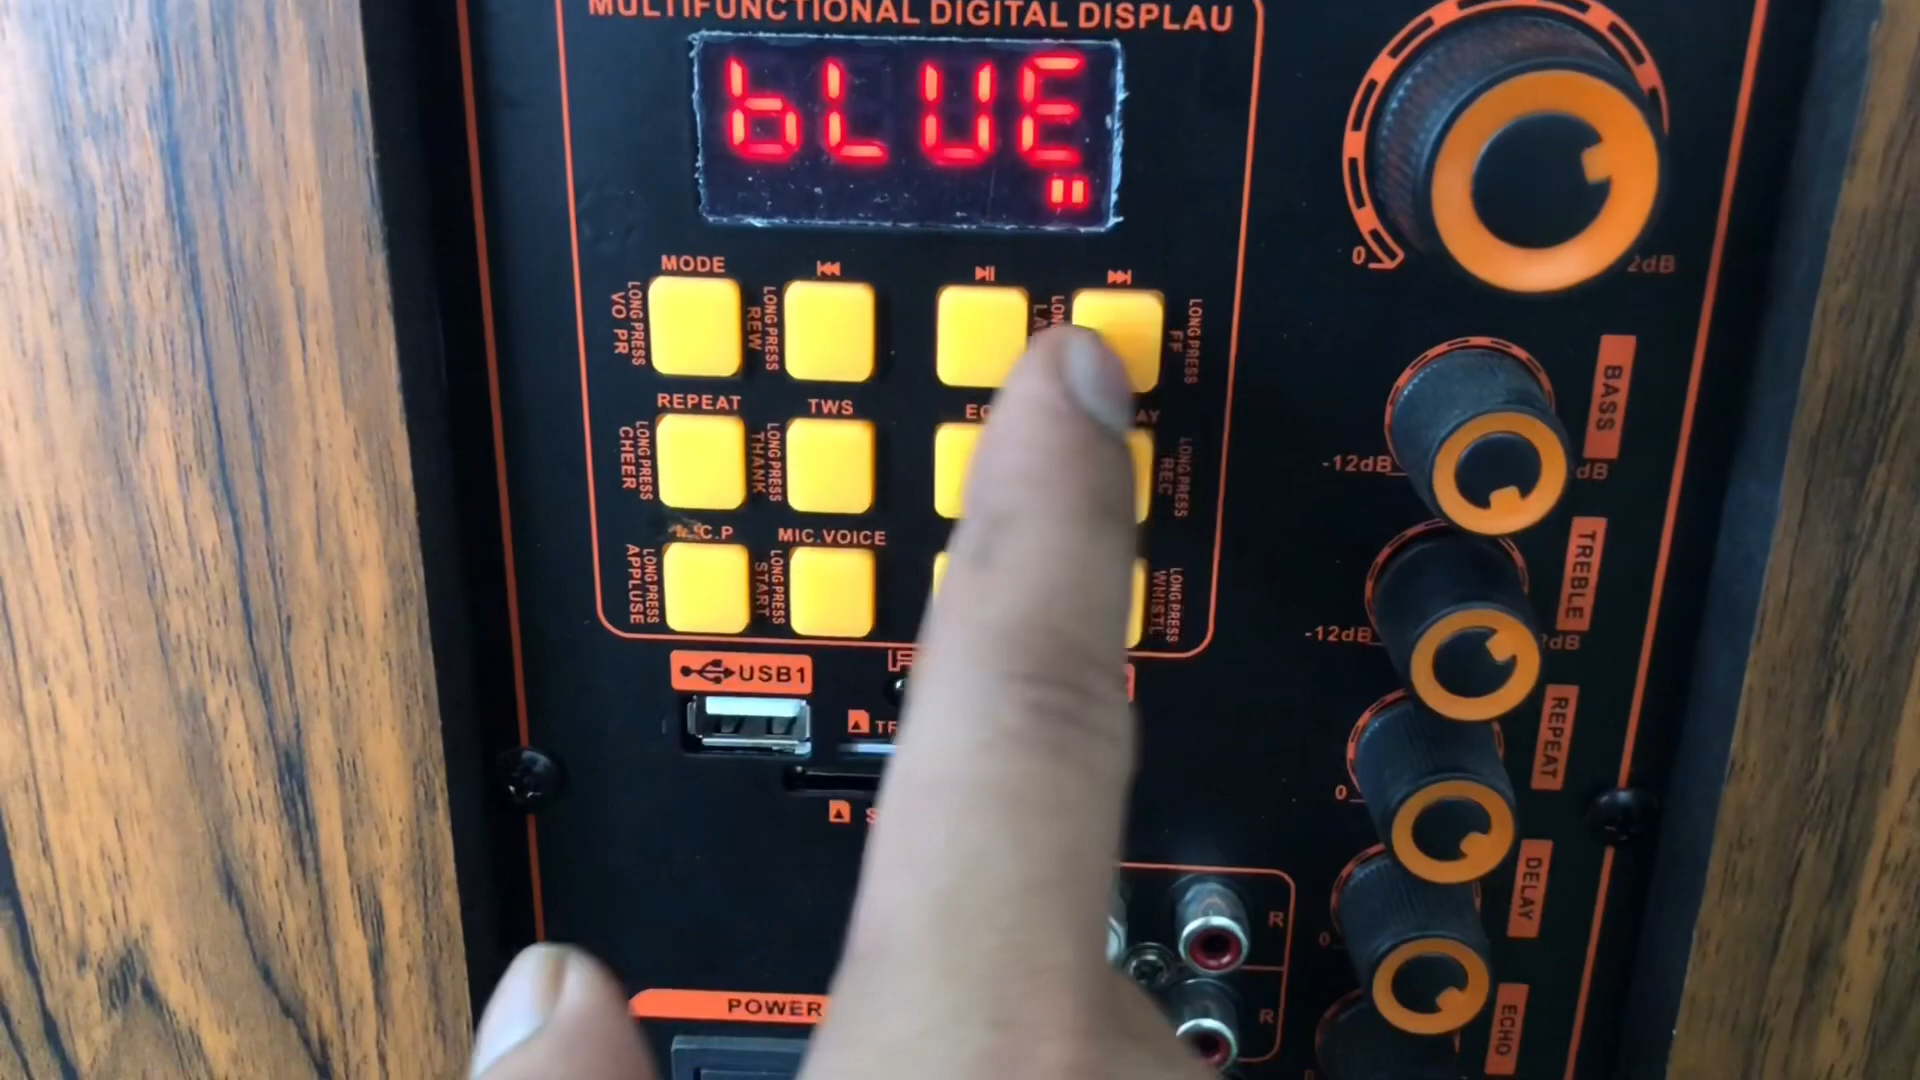 MULTIFUNCTIONAL DIGITAL DISPLAU
bLUE
MODE
LONG PRESS
VO PR
LONG PRESS
REW
LONG PRESS
FF
0
REPEAT
TWS
LONG PRESS
CHEER
LONG PRESS
THANK
LONG PRESS
REC
MIC.VOICE
LONG PRESS
APPLUSE
LONG PRESS
START
LONG PRESS
WHISTL
USB1
BASS
-12dB
dB
TREBLE
-12dB
REPEAT
0
DELAY
0
ECHO
R
R
POWER